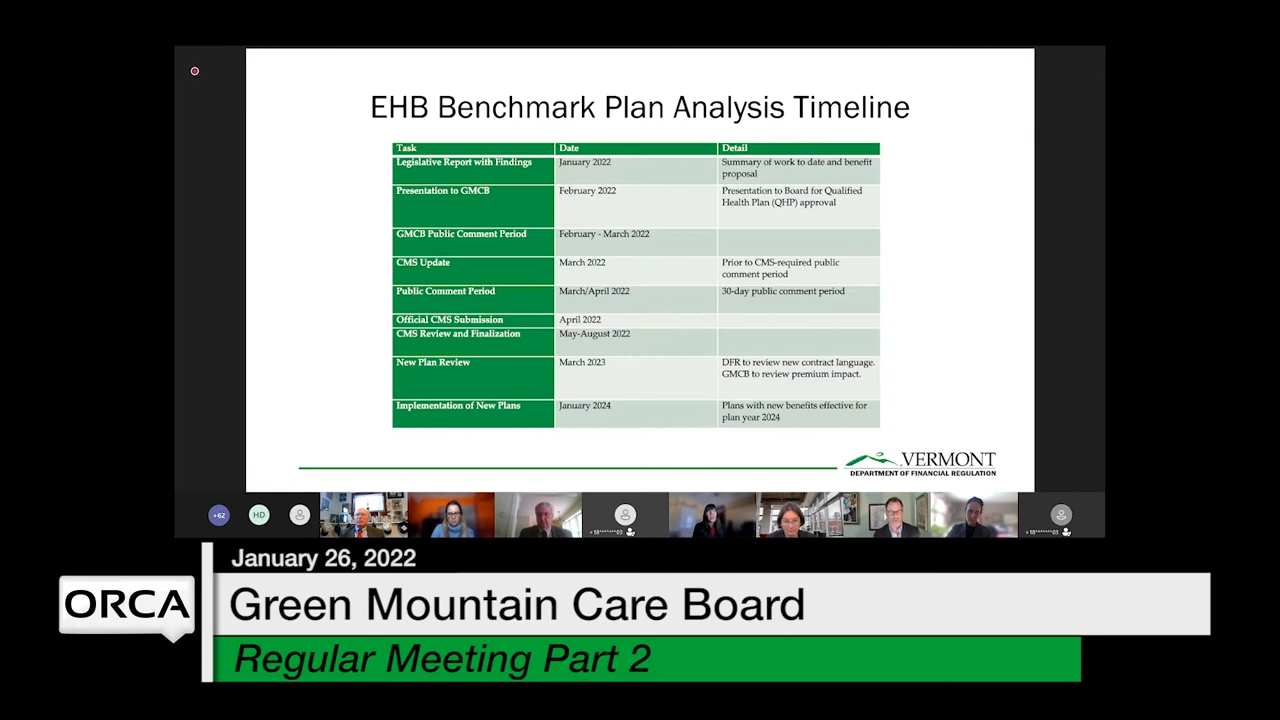 EHB Benchmark Plan Analysis Timeline
Task Date Detail
Legislative Report with Findings January 2022 Summary of work to date and benefit
proposal
Presentation to GMCB February 2022 Presentation to Board for Qualified
Health Plan (QHP) approval
GMCB Public Comment Period February - March 2022
CMS Update March 2022 Prior to CMS-required public
comment period
Public Comment Period March/April 2022 30-day public comment period
Official CMS Submission April 2022
CMS Review and Finalization May-August 2022
New Plan Review March 2023 DFR to review new contract language.
GMCB to review premium impact.
Implementation of New Plans January 2024 Plans with new benefits effective for
plan year 2024
VERMONT
DEPARTMENT OF FINANCIAL REGULATION
+62 HD
+18*******03 +18*******03
January 26, 2022
ORCA
Green Mountain Care Board
Regular Meeting Part 2